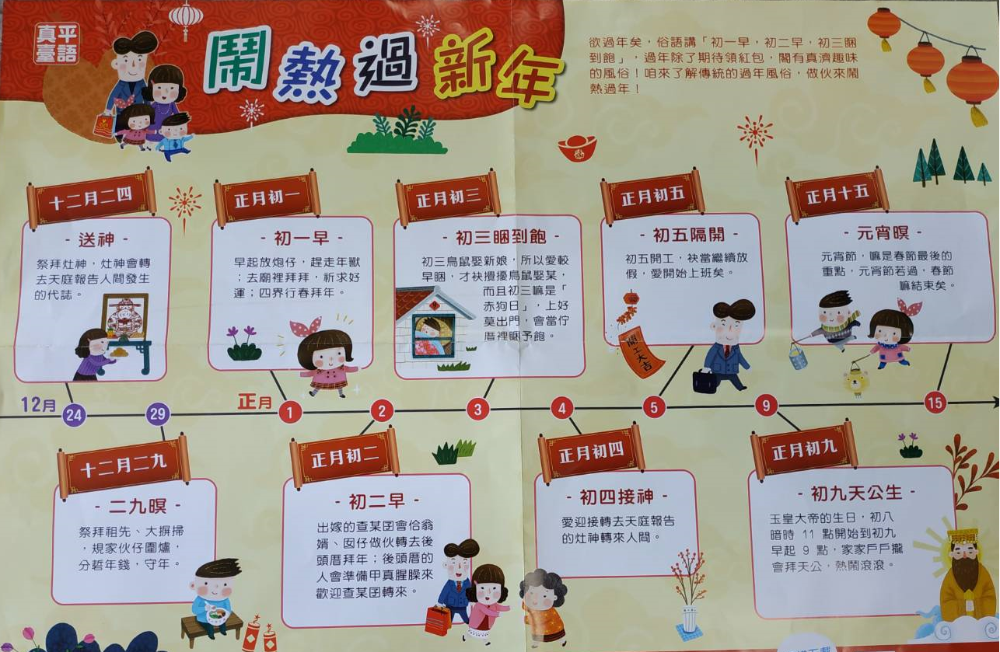 真平
臺語
鬧熱過新年
欲過年矣，俗語講「初一早，初二早，初三睏
到飽」，過年除了期待領紅包，閣有真濟趣味
的風俗！咱來了解傳統的過年風俗，做伙來鬧
熱過年！
十二月二四
- 送神 -
祭拜灶神，灶神會轉
去天庭報告人間發生
的代誌。
正月初一
- 初一早 -
早起放炮仔，趕走年獸
；去廟裡拜拜，祈求好
運；四界行春拜年。
正月初三
- 初三睏到飽 -
初三鳥鼠娶新娘，所以愛較
早睏，才袂攪擾鳥鼠娶某，
而且初三嘛是「
赤狗日」，上好
莫出門，會當佇
厝裡睏予飽。
正月初五
- 初五隔開 -
初五開工，袂當繼續放
假，愛開始上班矣。
開工大吉
正月十五
- 元宵暝 -
元宵節，嘛是春節最後的
重點，元宵節若過，春節
嘛結束矣。
12月 24 29 正月 1 2 3 4 5 9 15
十二月二九
- 二九暝 -
祭拜祖先、大摒掃
，規家伙仔圍爐，
分硩年錢，守年。
正月初二
- 初二早 -
出嫁的查某囝會佮翁
婿、囡仔做伙轉去後
頭厝拜年；後頭厝的
人會準備甲真腥臊來
歡迎查某囝轉來。
正月初四
- 初四接神 -
愛迎接轉去天庭報告
的灶神轉來人間。
正月初九
- 初九天公生 -
玉皇大帝的生日，初八
暗時 11 點開始到初九
早起 9 點，家家戶戶攏
會拜天公，熱鬧滾滾。